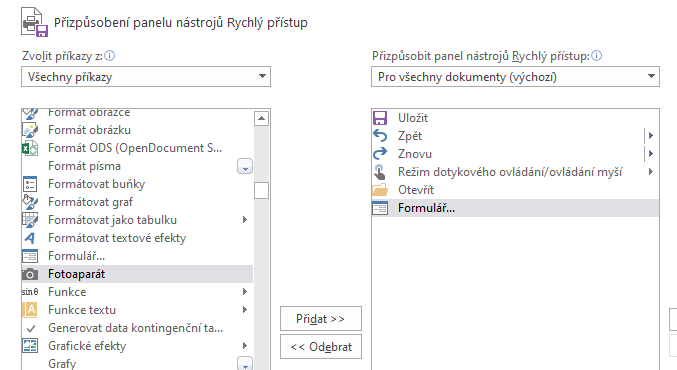 Přizpůsobení panelu nástrojů Rychlý přístup
Zvolit příkazy z:
Všechny příkazy
Formát obrazce
Formát obrázku
Formát ODS (OpenDocument S...
Formát písma
Formátovat buňky
Formátovat graf
Formátovat jako tabulku
Formátovat textové efekty
Formulář...
Fotoaparát
sinθ Funkce
Funkce textu
Generovat data kontingenční ta...
Grafické efekty
Grafy
Přidat >>
<< Odebrat
Přizpůsobit panel nástrojů Rychlý přístup:
Pro všechny dokumenty (výchozí)
Uložit
Zpět
Znovu
Režim dotykového ovládání/ovládání myší
Otevřít
Formulář...